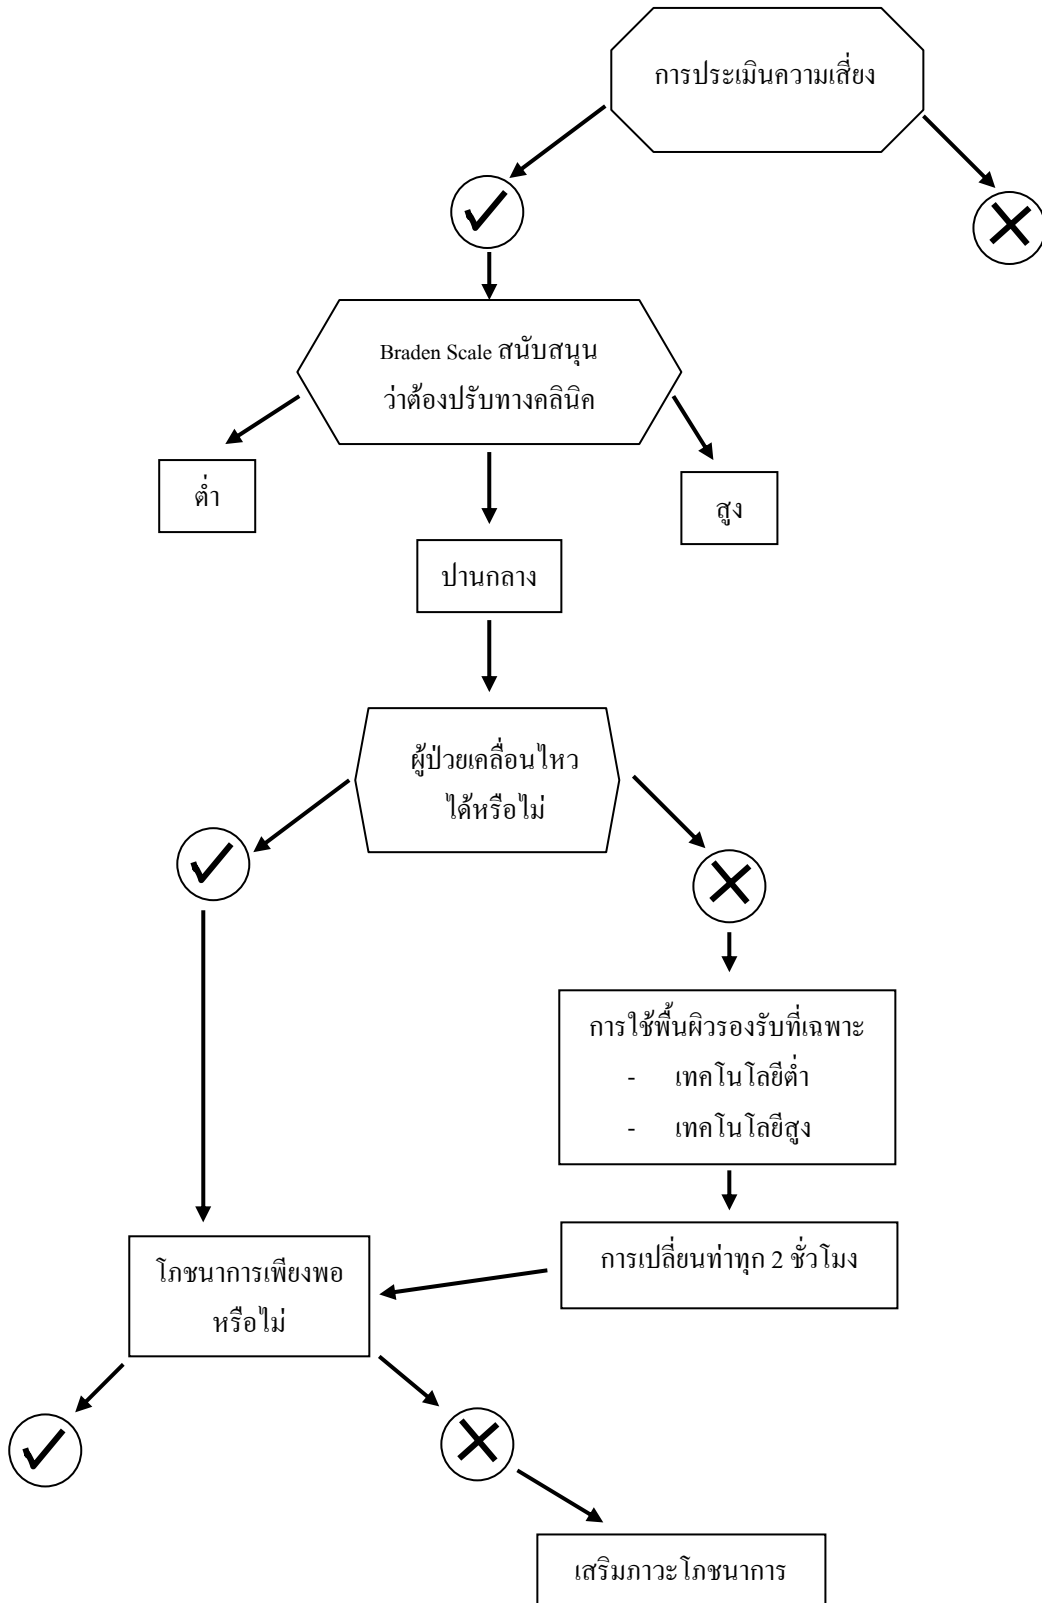 การประเมินความเสี่ยง
Braden Scale สนับสนุน
ว่าต้องปรับทางคลินิค
ต่ำ
สูง
ปานกลาง
ผู้ป่วยเคลื่อนไหว
ได้หรือไม่
การใช้พื้นผิวรองรับที่เฉพาะ
- เทคโนโลยีต่ำ
- เทคโนโลยีสูง
การเปลี่ยนท่าทุก 2 ชั่วโมง
โภชนาการเพียงพอ
หรือไม่
เสริมภาวะโภชนาการ